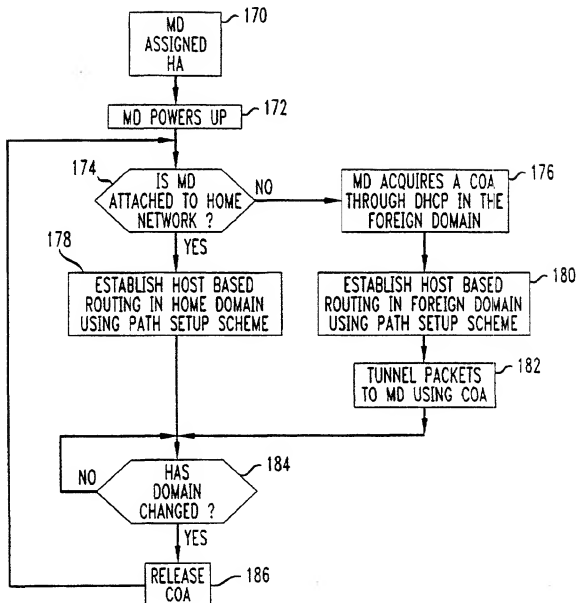 170
MD
ASSIGNED
HA
172
MD POWERS UP
174
IS MD
ATTACHED TO HOME
NETWORK ?
NO
YES
176
MD ACQUIRES A COA
THROUGH DHCP IN THE
FOREIGN DOMAIN
178
ESTABLISH HOST BASED
ROUTING IN HOME DOMAIN
USING PATH SETUP SCHEME
180
ESTABLISH HOST BASED
ROUTING IN FOREIGN DOMAIN
USING PATH SETUP SCHEME
182
TUNNEL PACKETS
TO MD USING COA
184
NO
HAS
DOMAIN
CHANGED ?
YES
RELEASE
COA
186